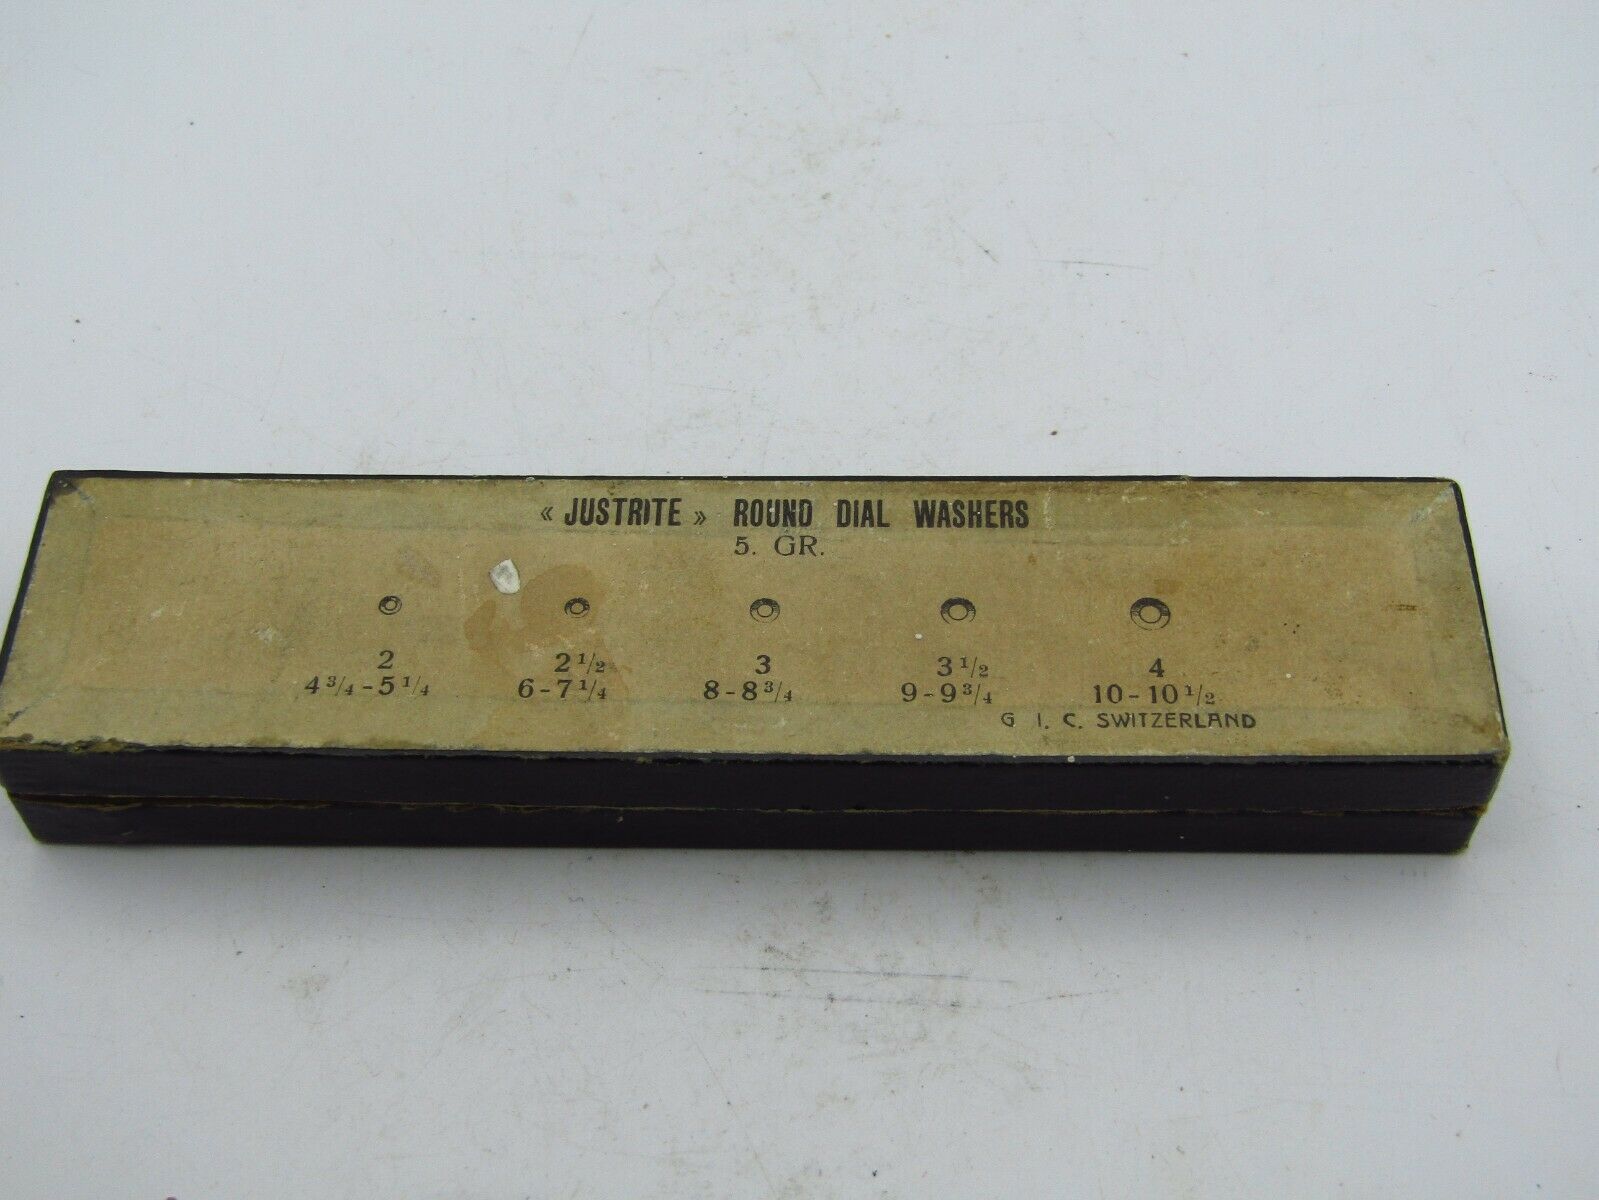 « JUSTRITE » ROUND DIAL WASHERS
5. GR.
2 2 1/2 3 3 1/2 4
4 3/4 - 5 1/4 6 - 7 1/4 8 - 8 3/4 9 - 9 3/4 10 - 10 1/2
G I. C. SWITZERLAND